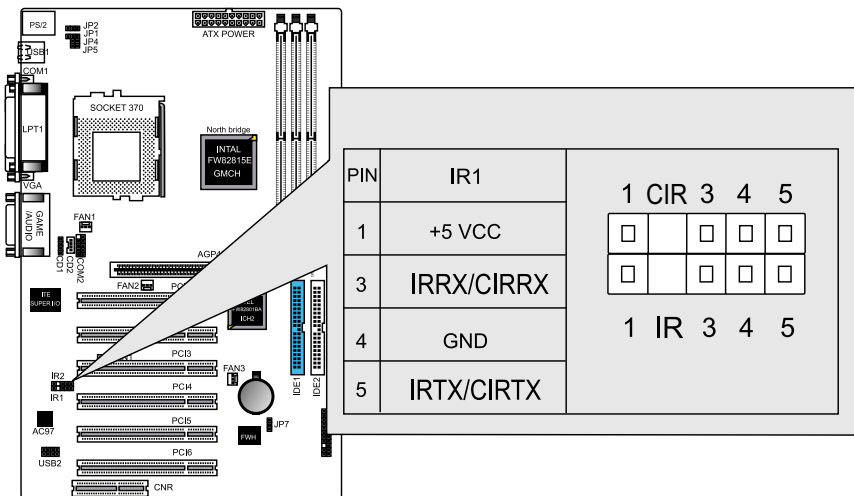 PS/2
JP2
JP1
JP4
JP5
USB1
COM1
ATX POWER
SOCKET 370
LPT1
North bridge
INTAL
FW82815E
GMCH
VGA
GAME
/AUDIO
FAN1
CD1
CD2
COM2
FAN2
ITE
SUPER I/O
FW82801BA
ICH2
PCI3
IR2
IR1
FAN3
PCI4
IDE1
IDE2
AC97
PCI5
JP7
FWH
USB2
PCI6
CNR
PIN IR1
1 +5 VCC
3 IRRX/CIRRX
4 GND
5 IRTX/CIRTX
1 CIR 3 4 5
1 IR 3 4 5